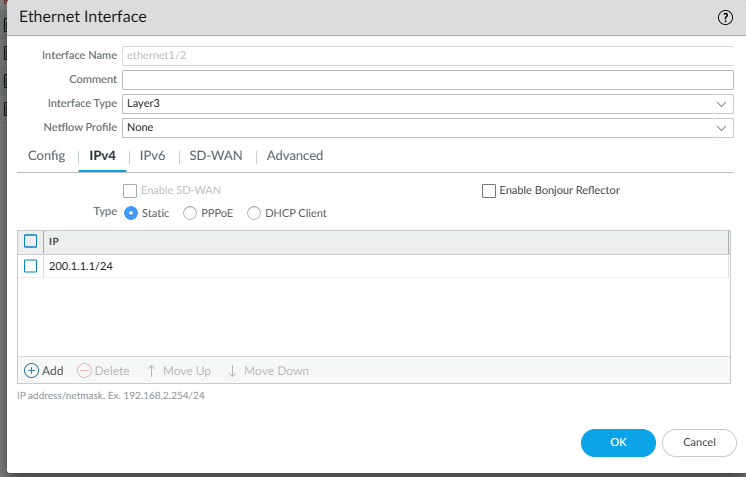 Ethernet Interface
Interface Name ethernet1/2
Comment
Interface Type Layer3
Netflow Profile None
Config IPv4 IPv6 SD-WAN Advanced
Enable SD-WAN Enable Bonjour Reflector
Type Static PPPoE DHCP Client
IP
200.1.1.1/24
Add Delete Move Up Move Down
IP address/netmask. Ex. 192.168.2.254/24
OK Cancel